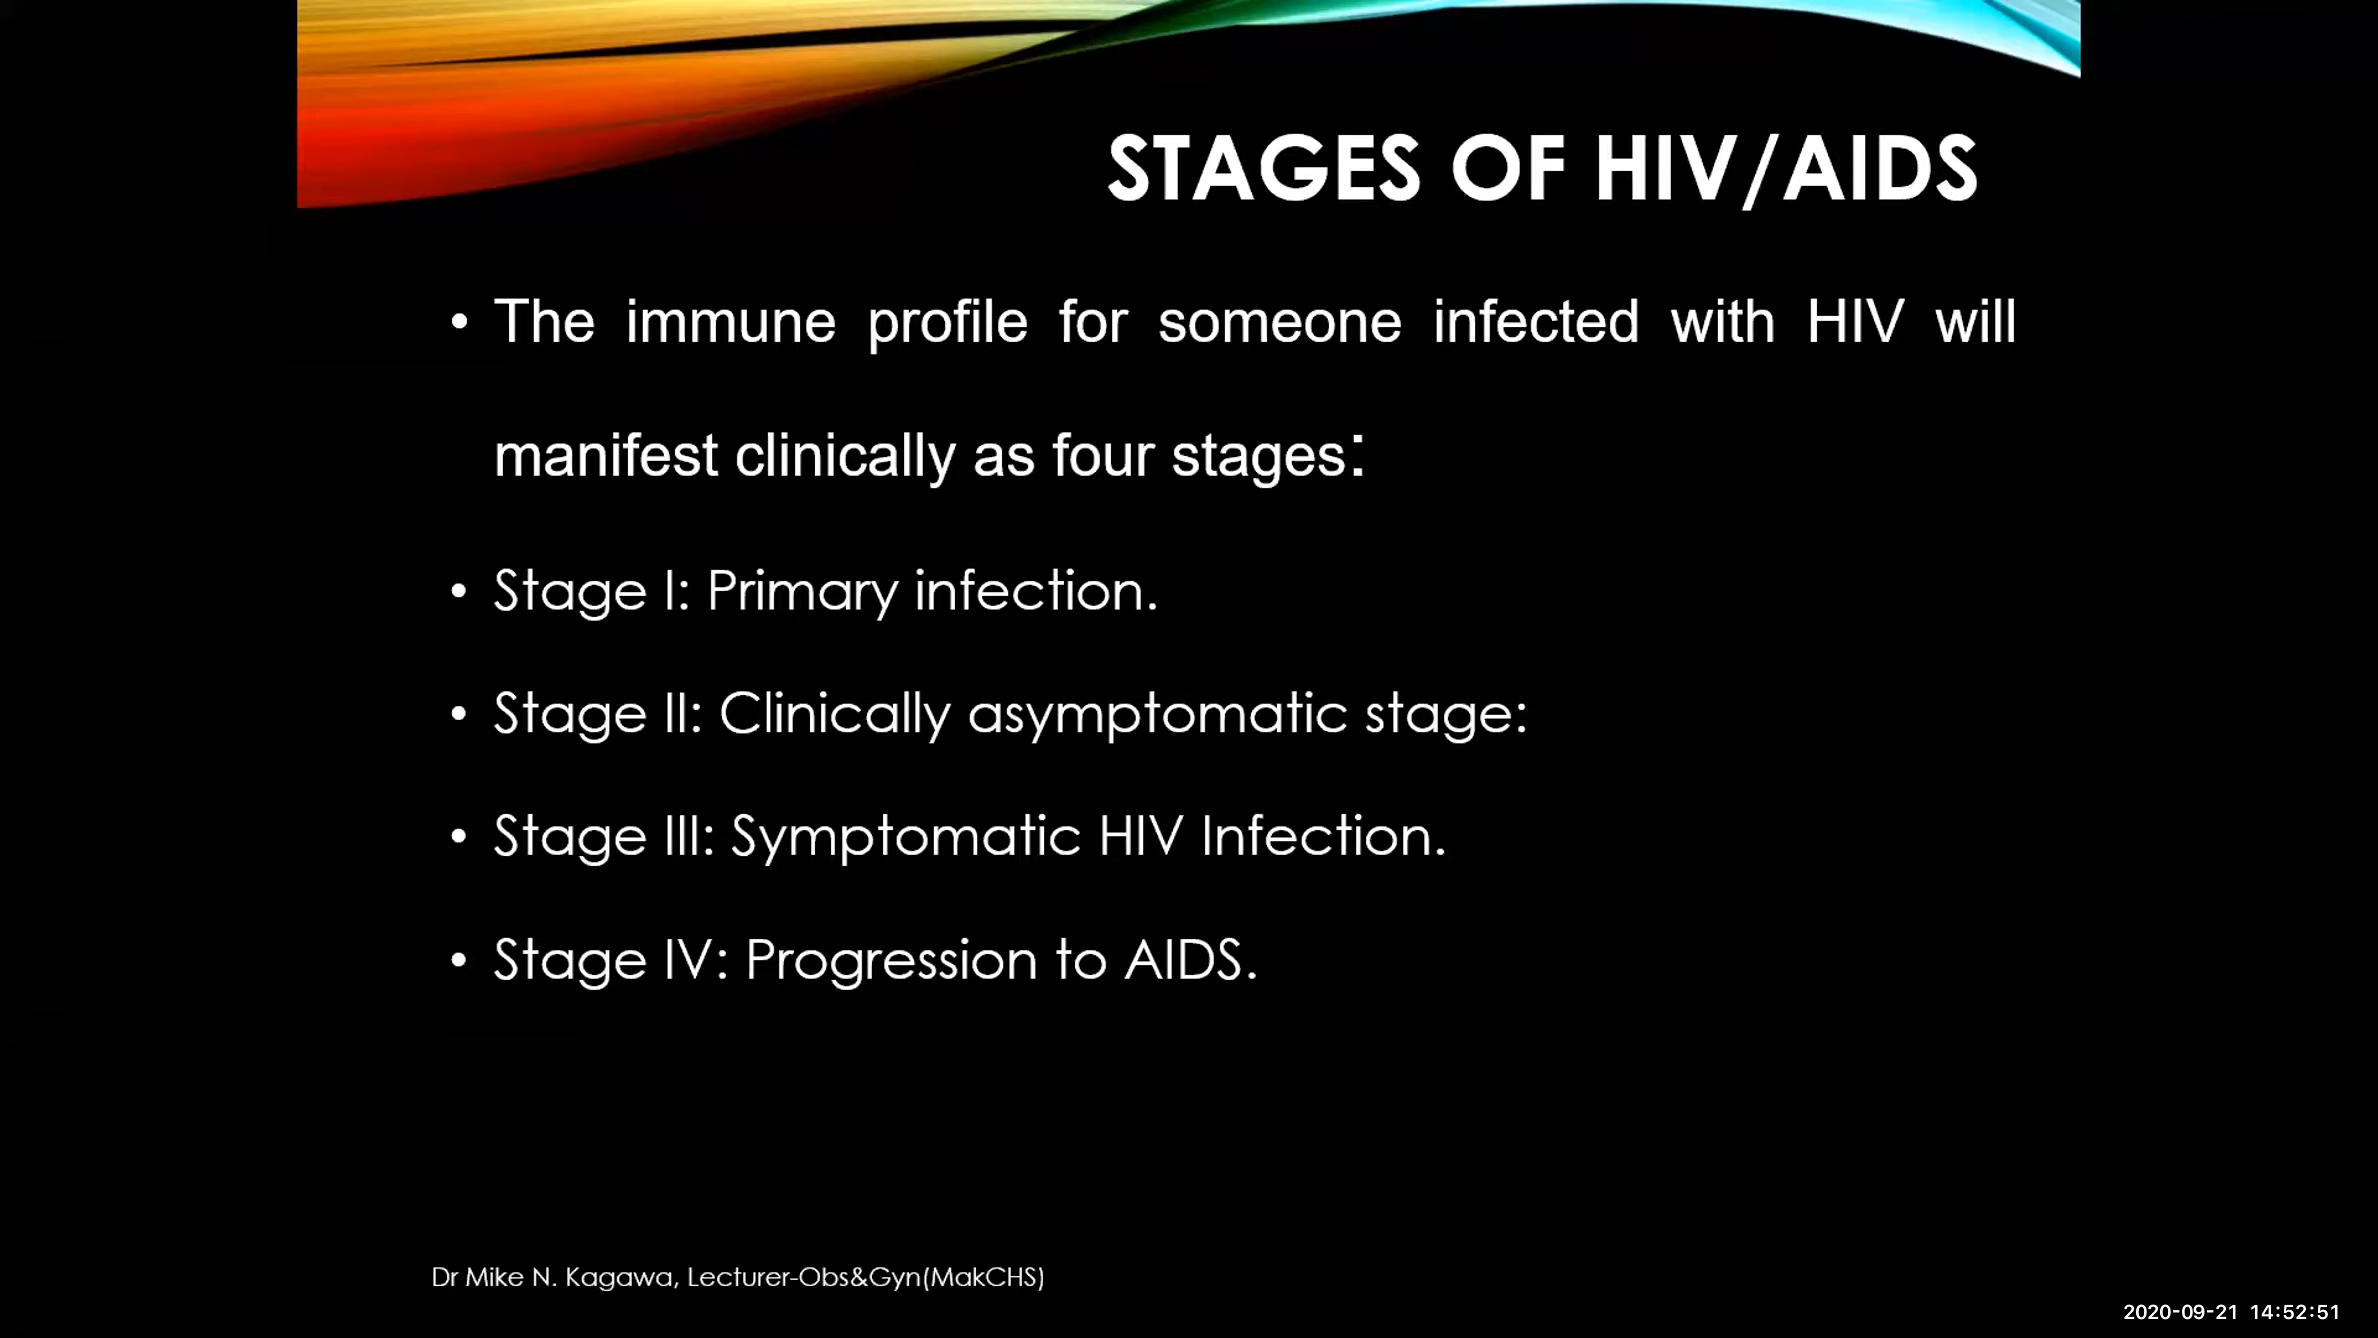 STAGES OF HIV/AIDS
• The immune profile for someone infected with HIV will
manifest clinically as four stages:
• Stage I: Primary infection.
• Stage II: Clinically asymptomatic stage:
• Stage III: Symptomatic HIV Infection.
• Stage IV: Progression to AIDS.
Dr Mike N. Kagawa, Lecturer-Obs&Gyn(MakCHS)
2020-09-21 14:52:51